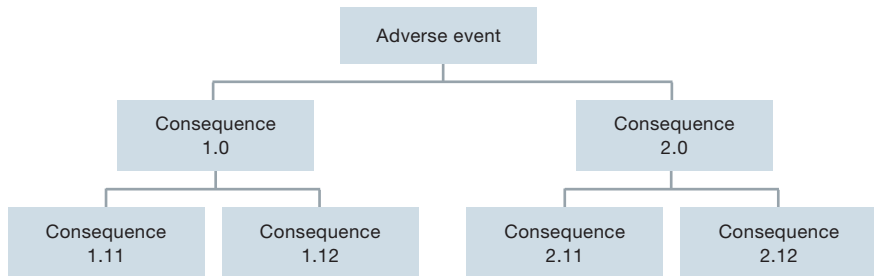 Adverse event
Consequence
1.0
Consequence
2.0
Consequence
1.11
Consequence
1.12
Consequence
2.11
Consequence
2.12